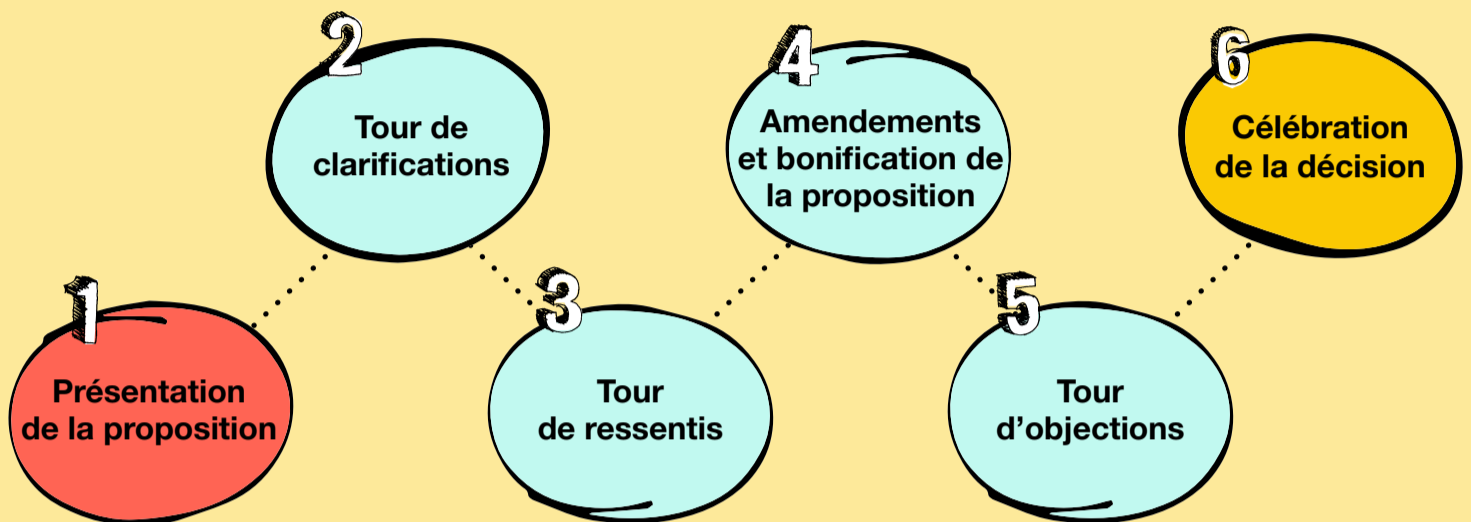 1
Présentation
de la proposition
2
Tour de
clarifications
3
Tour
de ressentis
4
Amendements
et bonification de
la proposition
5
Tour
d’objections
6
Célébration
de la décision